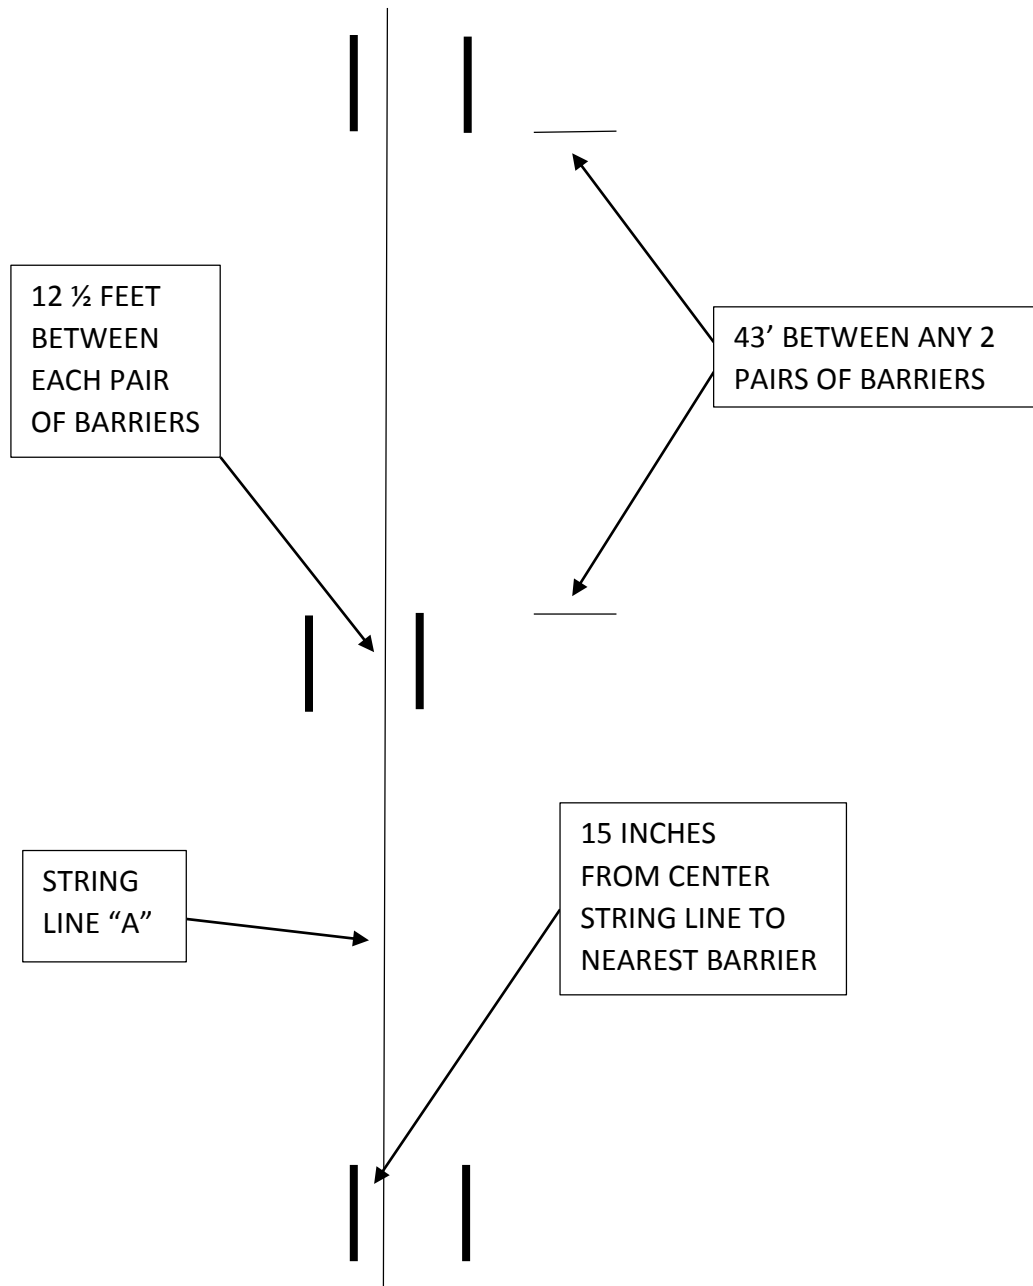 12 ½ FEET
BETWEEN
EACH PAIR
OF BARRIERS
43’ BETWEEN ANY 2
PAIRS OF BARRIERS
STRING
LINE “A”
15 INCHES
FROM CENTER
STRING LINE TO
NEAREST BARRIER